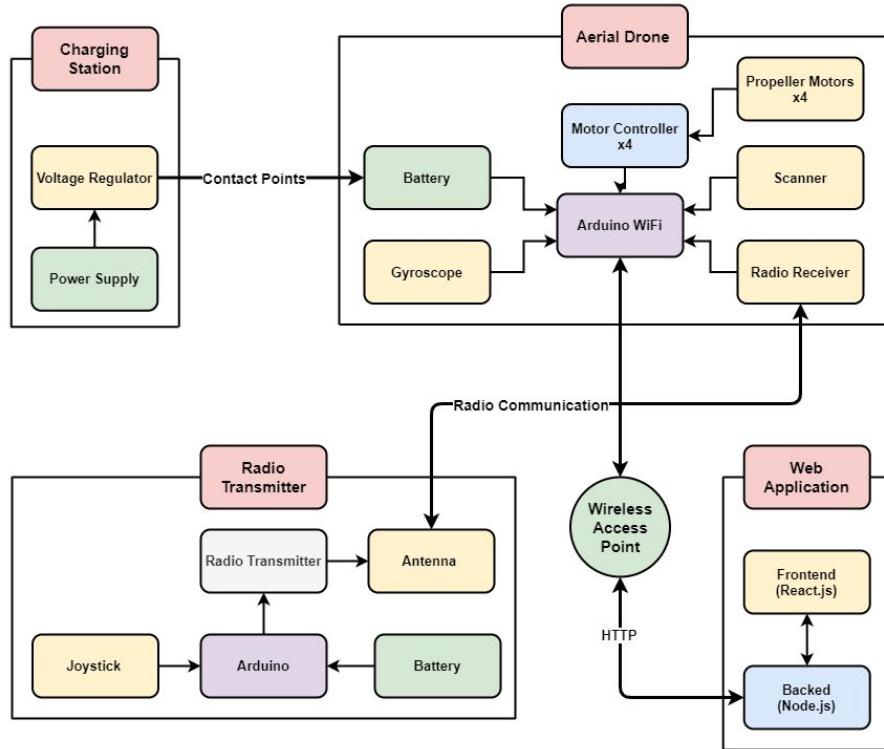 Charging
Station
Voltage Regulator
Power Supply
Contact Points
Aerial Drone
Propeller Motors
x4
Motor Controller
x4
Battery
Scanner
Arduino WiFi
Gyroscope
Radio Receiver
Radio Communication
Radio
Transmitter
Radio Transmitter
Antenna
Joystick
Arduino
Battery
Wireless
Access
Point
HTTP
Web
Application
Frontend
(React.js)
Backed
(Node.js)